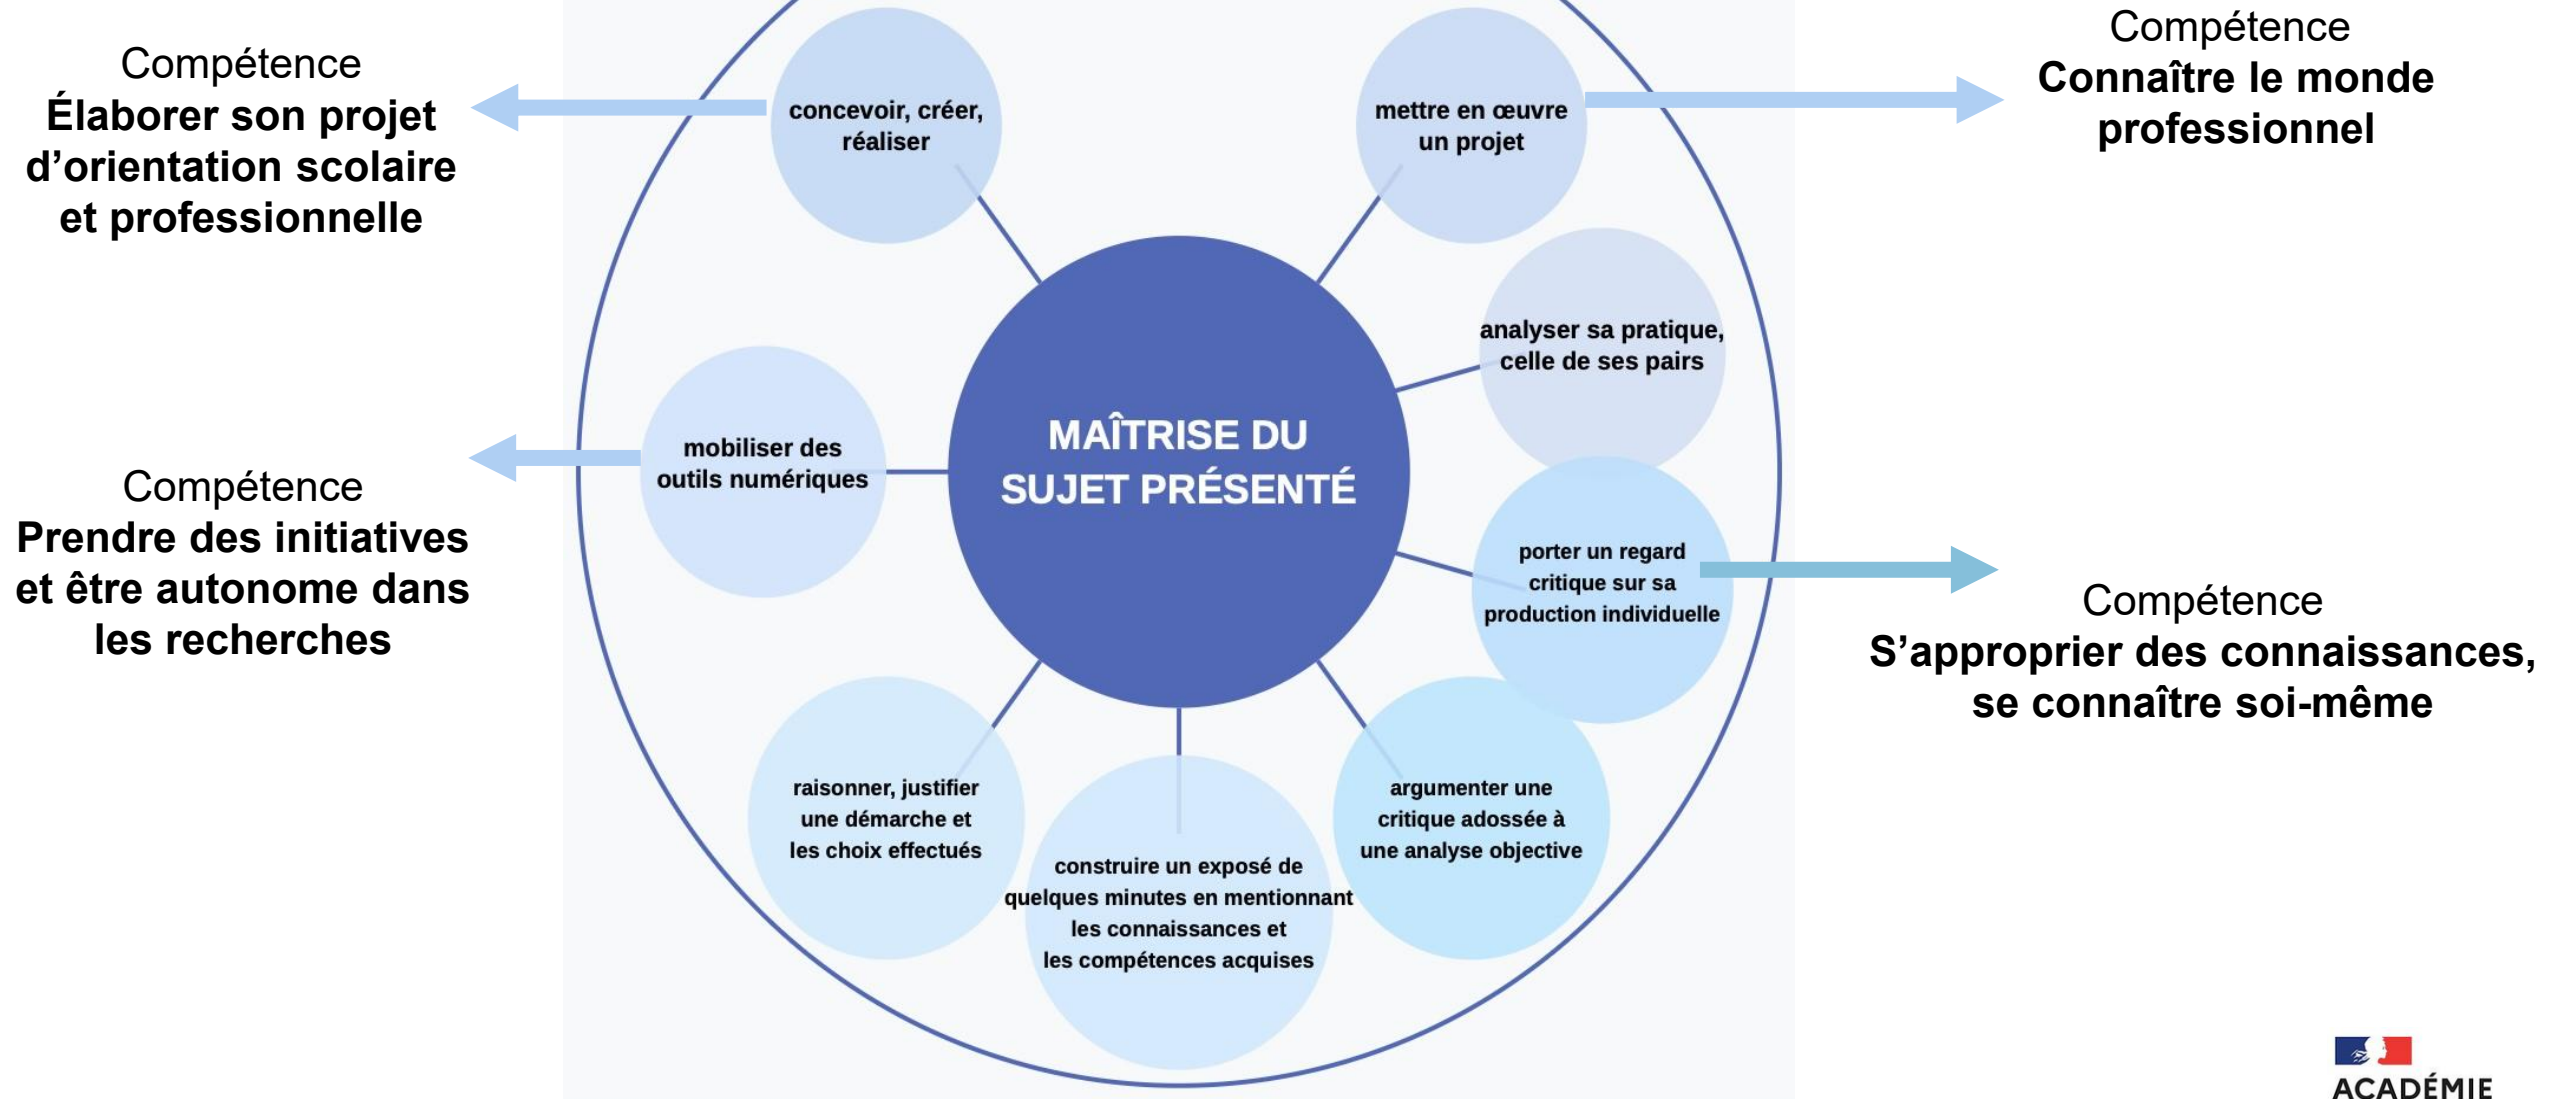 Compétence
Élaborer son projet
d’orientation scolaire
et professionnelle
concevoir, créer,
réaliser
mettre en œuvre
un projet
Compétence
Connaître le monde
professionnel
analyser sa pratique,
celle de ses pairs
MAÎTRISE DU
SUJET PRÉSENTÉ
mobiliser des
outils numériques
Compétence
Prendre des initiatives
et être autonome dans
les recherches
porter un regard
critique sur sa
production individuelle
Compétence
S’approprier des connaissances,
se connaître soi-même
raisonner, justifier
une démarche et
les choix effectués
construire un exposé de
quelques minutes en mentionnant
les connaissances et
les compétences acquises
argumenter une
critique adossée à
une analyse objective
ACADÉMIE